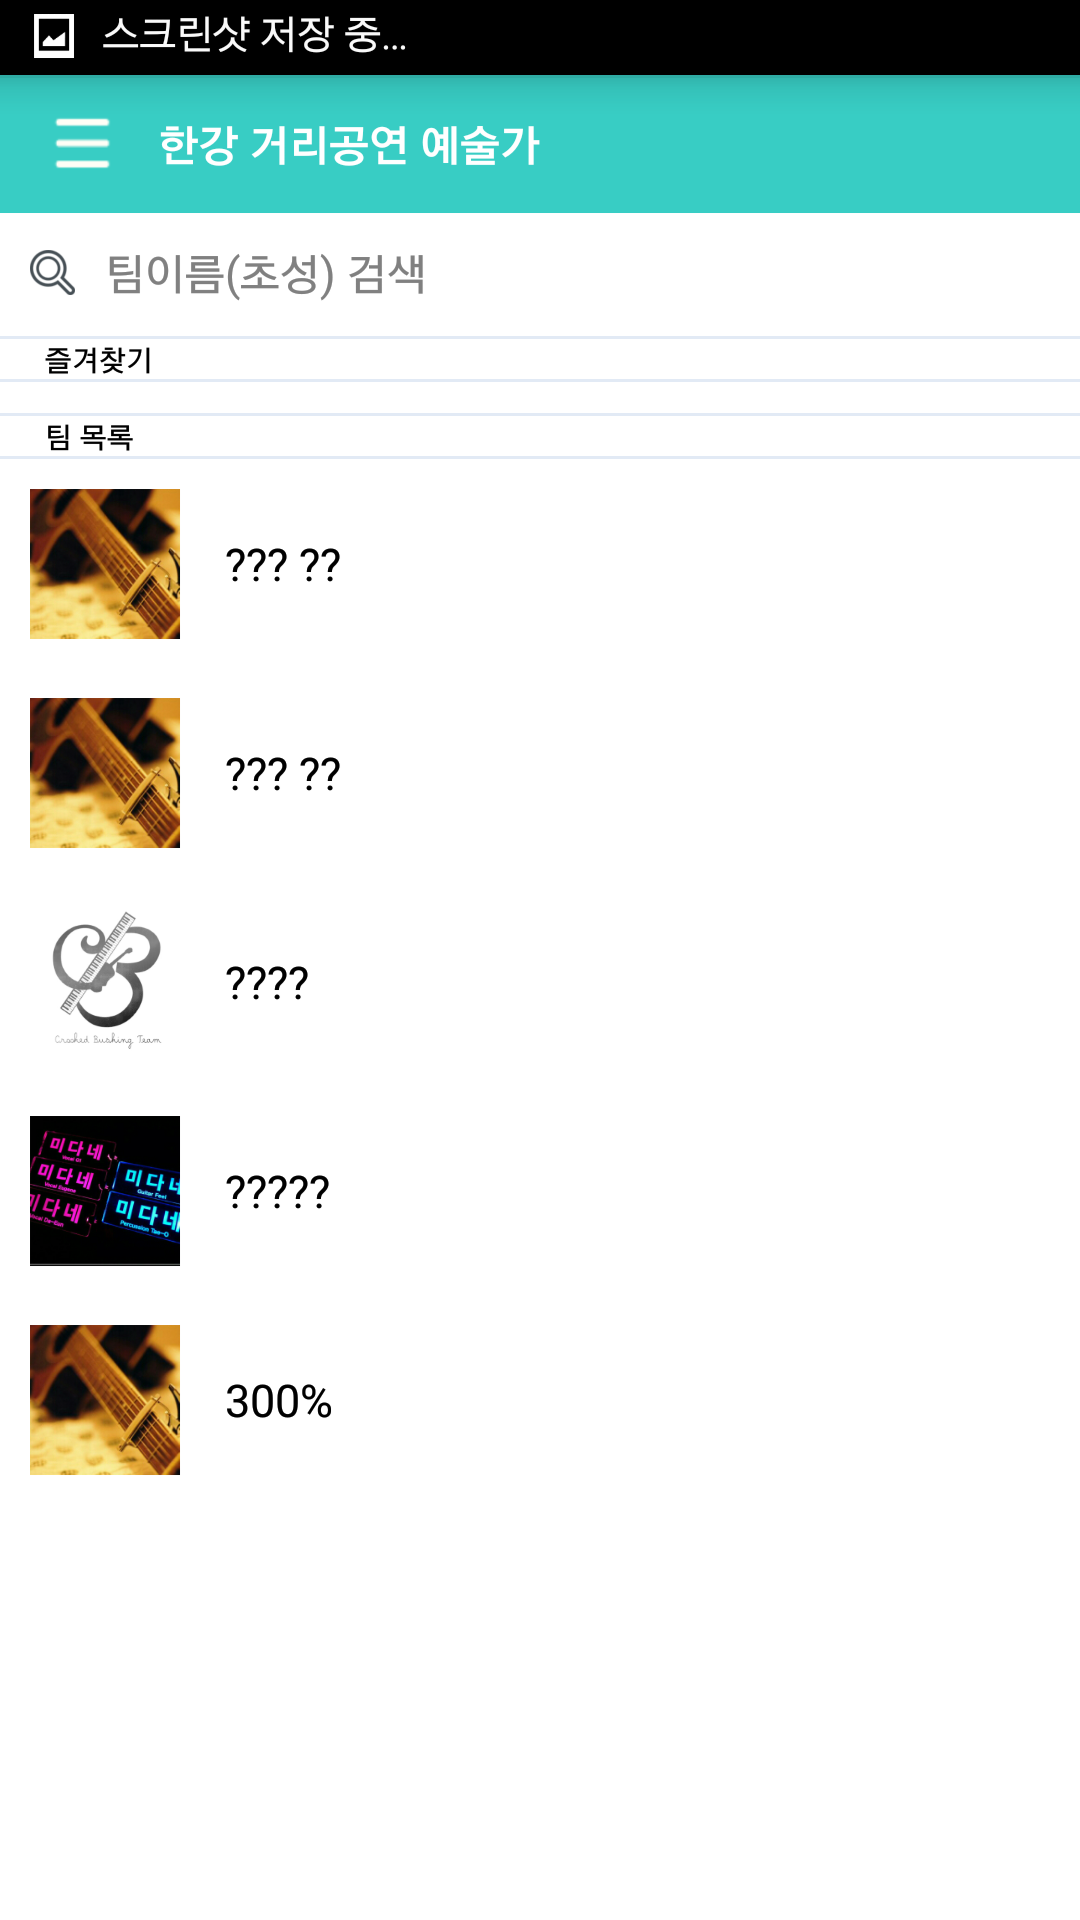 스크린샷 저장 중...
한강 거리공연 예술가
팀이름(초성) 검색
즐겨찾기
팀 목록
??? ??
??? ??
Crooked Busking Team
????
미다네
미다네
미다네
미다네
미다네
?????
300%